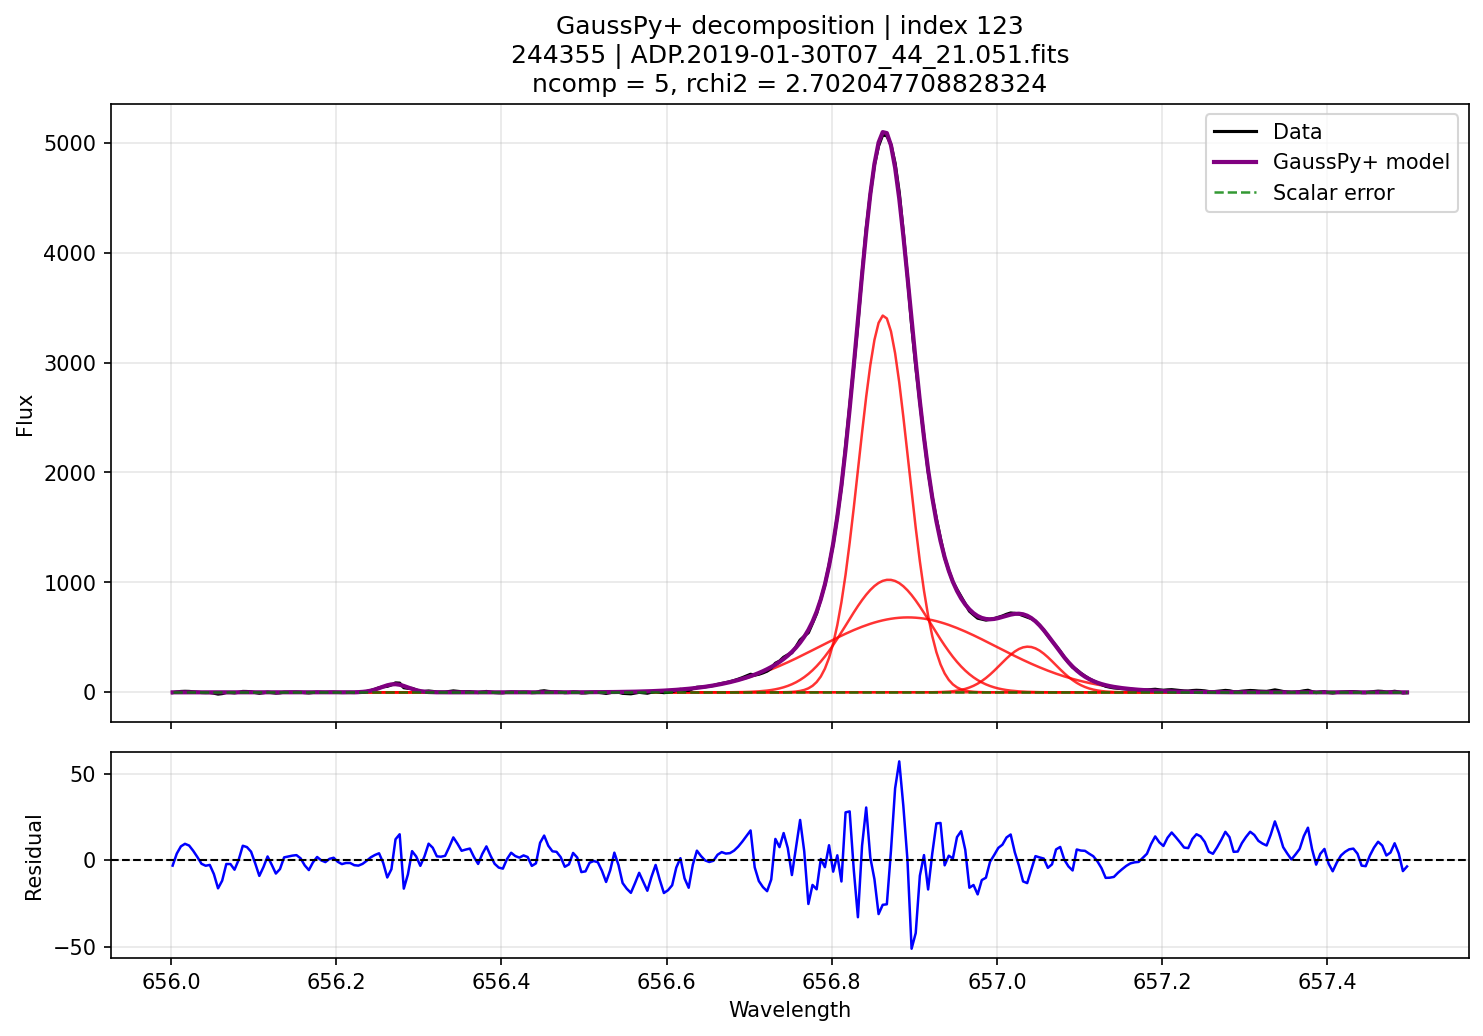 GaussPy+ decomposition | index 123
244355 | ADP.2019-01-30T07_44_21.051.fits
ncomp = 5, rchi2 = 2.702047708828324
Data
GaussPy+ model
Scalar error
Flux
5000
4000
3000
2000
1000
0
Residual
50
0
−50
656.0 656.2 656.4 656.6 656.8 657.0 657.2 657.4
Wavelength